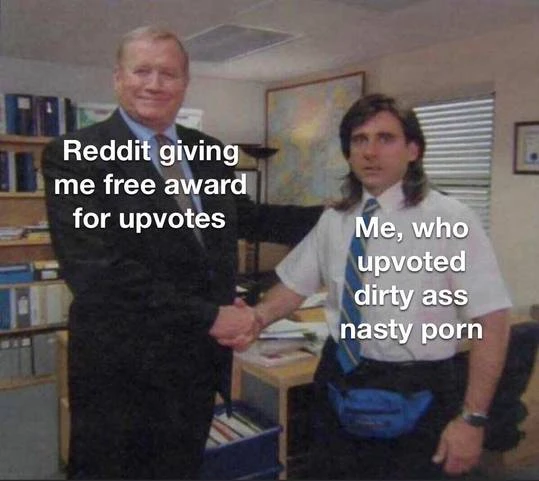 Reddit giving
me free award
for upvotes
Me, who
upvoted
dirty ass
nasty porn